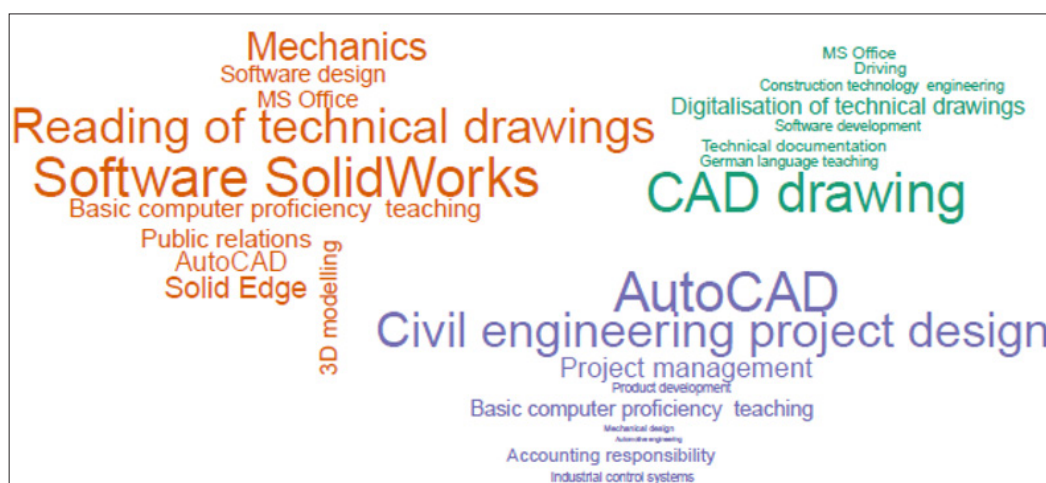 Mechanics
Software design
MS Office
Reading of technical drawings
Software SolidWorks
Basic computer proficiency teaching
Public relations
AutoCAD
Solid Edge
3D modelling
MS Office
Driving
Construction technology engineering
Digitalisation of technical drawings
Software development
Technical documentation
German language teaching
CAD drawing
AutoCAD
Civil engineering project design
Project management
Product development
Basic computer proficiency teaching
Mechanical design
Automotive engineering
Accounting responsibility
Industrial control systems